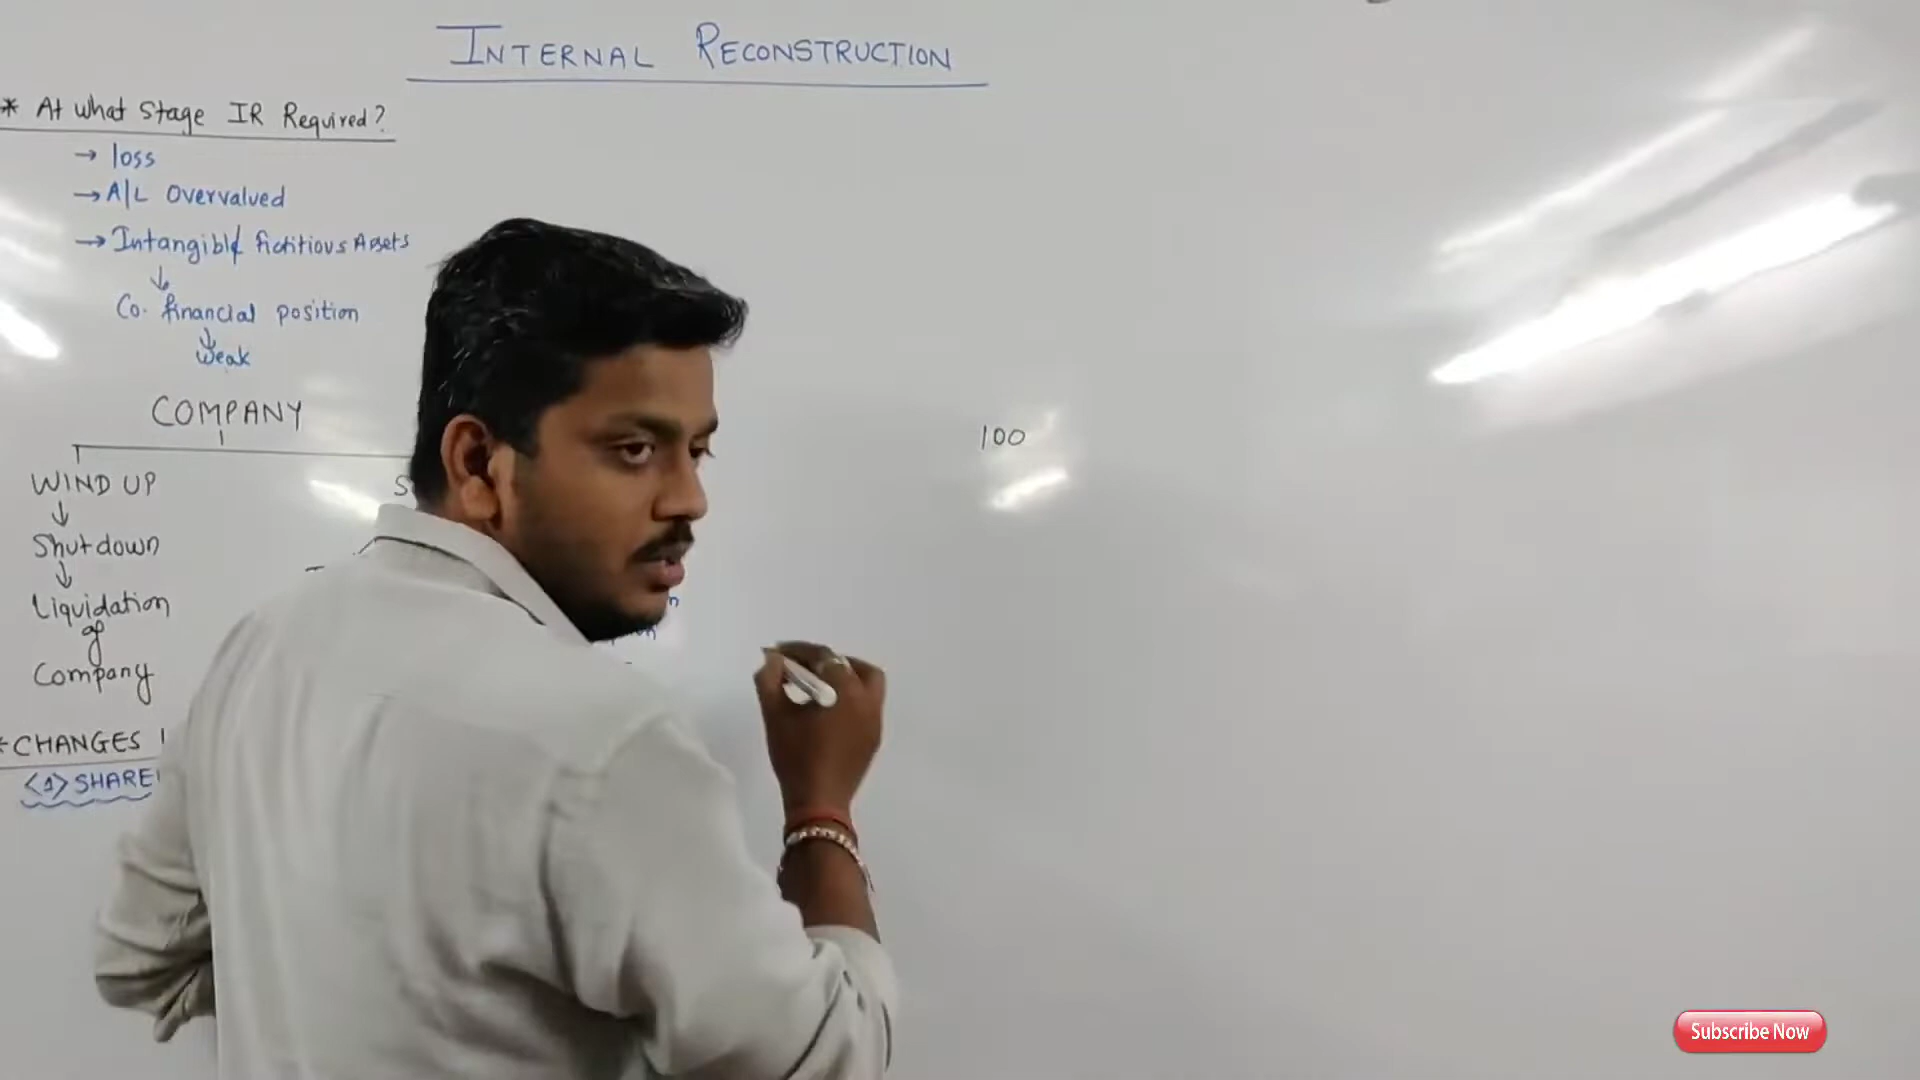 INTERNAL RECONSTRUCTION
* At what Stage IR Required?
→ loss
→ A/L Overvalued
→ Intangible fictitious Assets
↓
Co. financial position
↓
weak
COMPANY
WIND UP
↓
Shutdown
↓
Liquidation
of
Company
100
* CHANGES
<1> SHARE
Subscribe Now